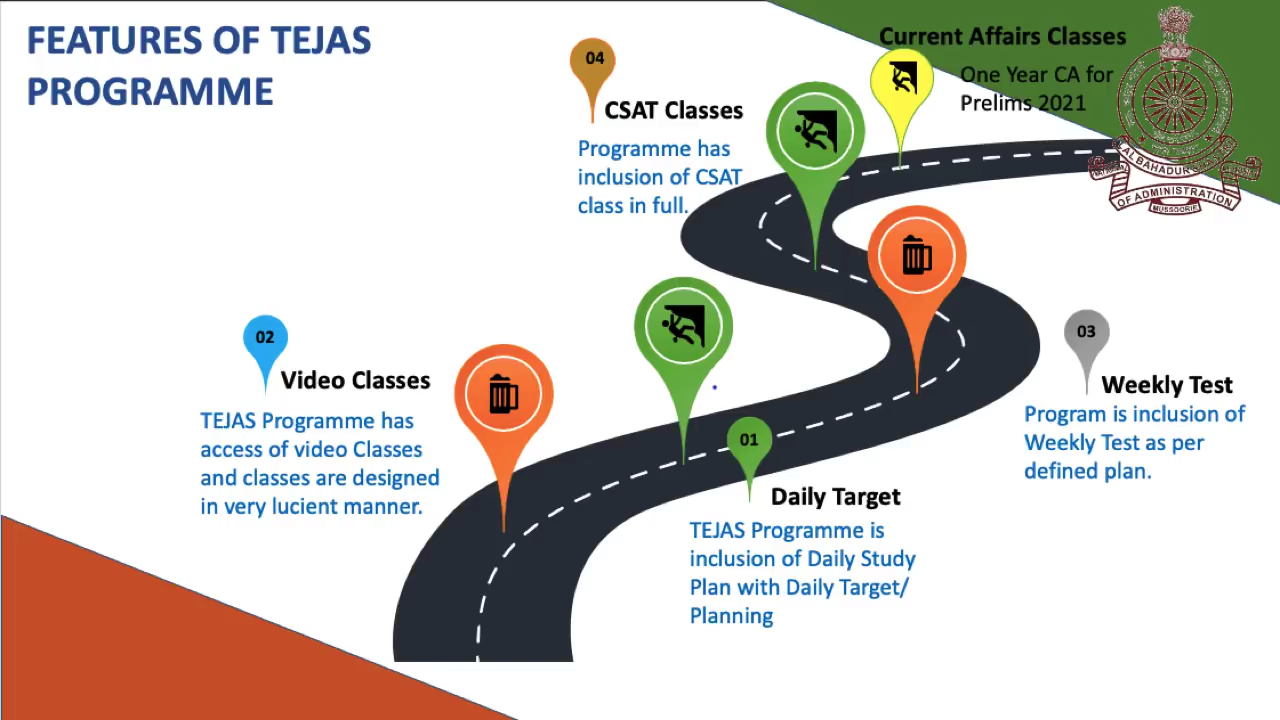 FEATURES OF TEJAS
PROGRAMME
04
CSAT Classes
Programme has
inclusion of CSAT
class in full.
Current Affairs Classes
One Year CA for
Prelims 2021
OF ADMINISTRATION
MUSSOORIE
02
Video Classes
TEJAS Programme has
access of video Classes
and classes are designed
in very lucient manner.
03
Weekly Test
Program is inclusion of
Weekly Test as per
defined plan.
01
Daily Target
TEJAS Programme is
inclusion of Daily Study
Plan with Daily Target/
Planning